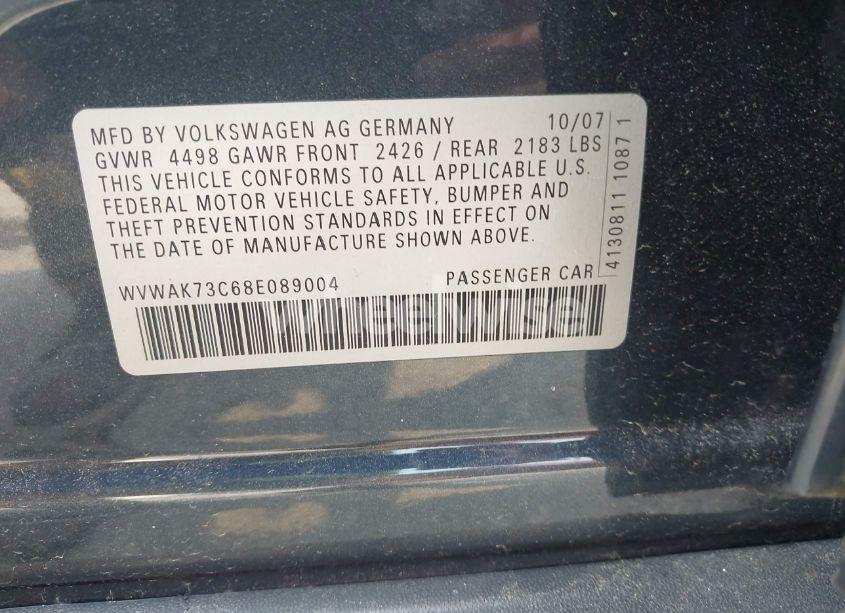 MFD BY VOLKSWAGEN AG GERMANY 10/07
GVWR 4498 GAWR FRONT 2426 / REAR 2183 LBS
THIS VEHICLE CONFORMS TO ALL APPLICABLE U.S.
FEDERAL MOTOR VEHICLE SAFETY, BUMPER AND
THEFT PREVENTION STANDARDS IN EFFECT ON
THE DATE OF MANUFACTURE SHOWN ABOVE.
WVWAK73C68E089004 PASSENGER CAR
4130811 1087 1
wheelwise